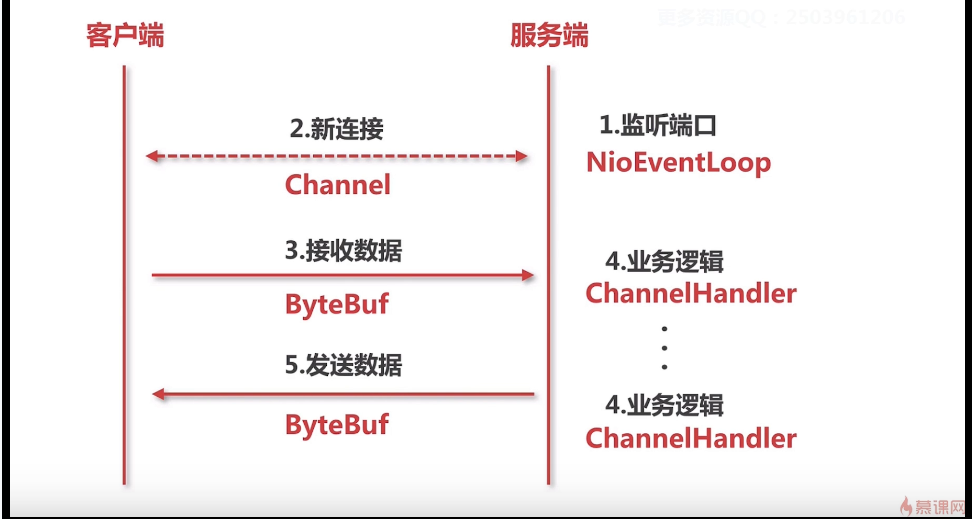 更多资源QQ：2503961206
客户端
服务端
2.新连接
1.监听端口
NioEventLoop
Channel
3.接收数据
4.业务逻辑
ChannelHandler
ByteBuf
5.发送数据
4.业务逻辑
ChannelHandler
ByteBuf
慕课网